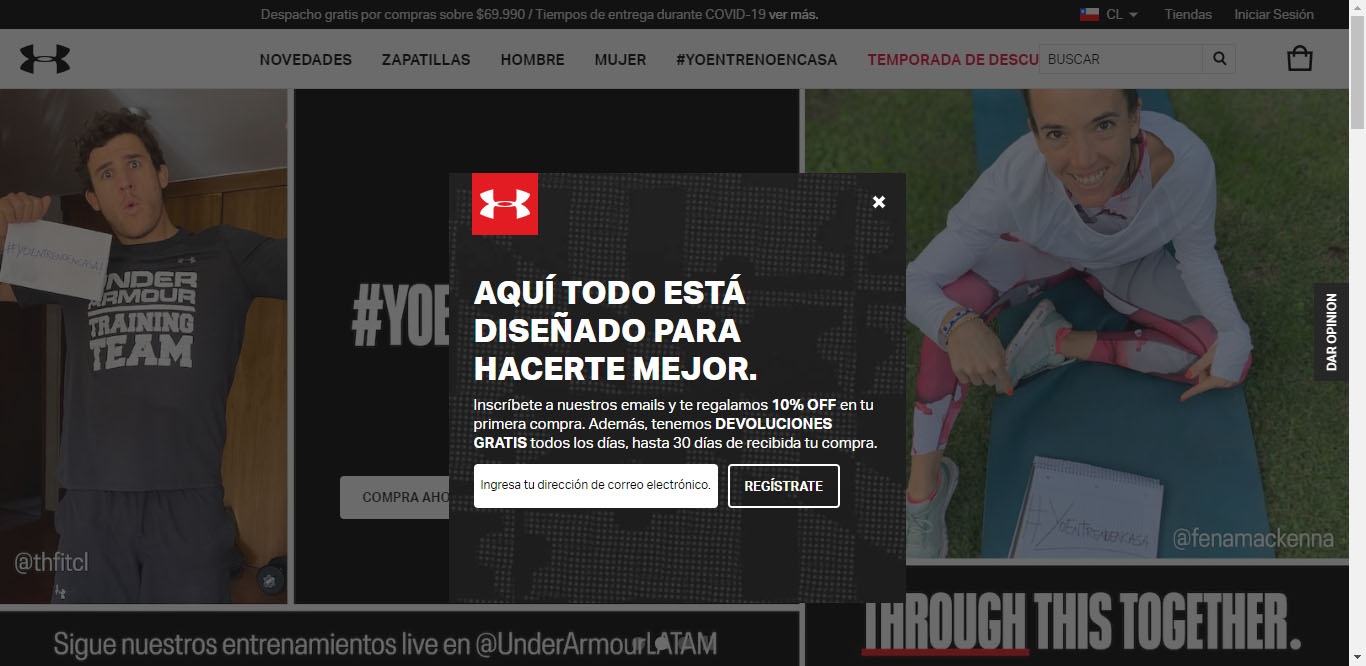 Despacho gratis por compras sobre $69.990 / Tiempos de entrega durante COVID-19 ver más.
CL
Tiendas
Iniciar Sesión
NOVEDADES
ZAPATILLAS
HOMBRE
MUJER
#YOENTRENOENCASA
TEMPORADA DE DESCU
BUSCAR
#YOENTRENOENCASA
UNDER
ARMOUR
TRAINING
TEAM
@thfitcl
#YOE
COMPRA AHO
AQUÍ TODO ESTÁ
DISEÑADO PARA
HACERTE MEJOR.
Inscríbete a nuestros emails y te regalamos 10% OFF en tu
primera compra. Además, tenemos DEVOLUCIONES
GRATIS todos los días, hasta 30 días de recibida tu compra.
Ingresa tu dirección de correo electrónico.
REGÍSTRATE
DAR OPINION
#YOENTRENOENCASA
@fenamackenna
Sigue nuestros entrenamientos live en @UnderArmourLATAM
THROUGH THIS TOGETHER.